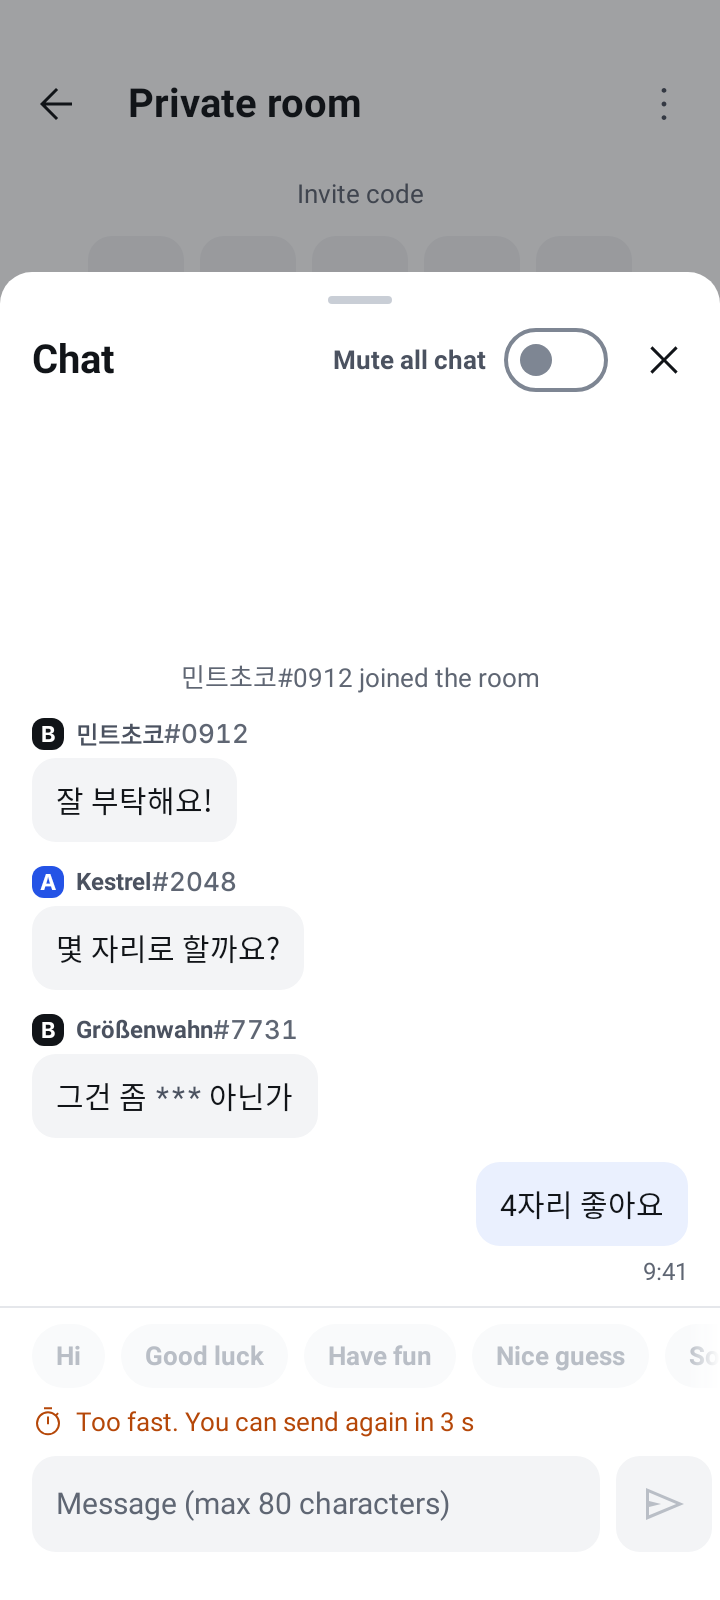 Private room
Invite code
Chat
Mute all chat
민트초코#0912 joined the room
B 민트초코#0912
잘 부탁해요!
A Kestrel#2048
몇 자리로 할까요?
B Größenwahn#7731
그건 좀 *** 아닌가
4자리 좋아요
9:41
Hi Good luck Have fun Nice guess
Too fast. You can send again in 3 s
Message (max 80 characters)